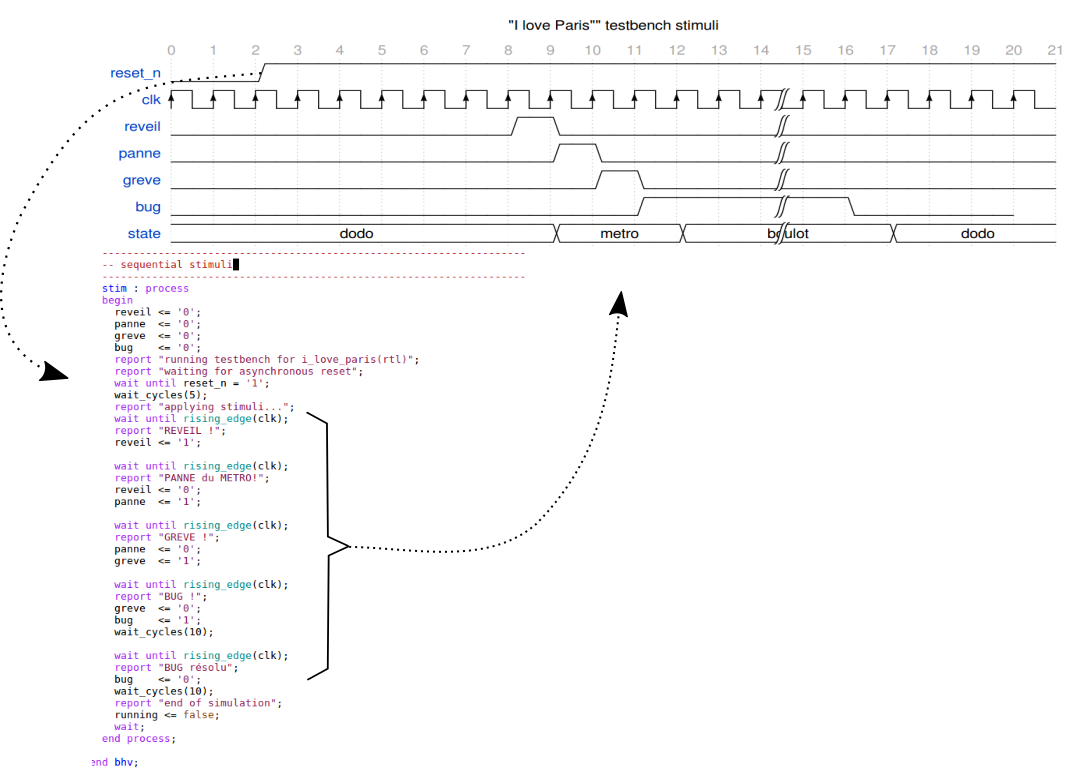 "I love Paris"" testbench stimuli
0 1 2 3 4 5 6 7 8 9 10 11 12 13 14 15 16 17 18 19 20 21
reset_n
clk
reveil
panne
greve
bug
state dodo metro boulot dodo
--------------------------------------------------------------------
-- sequential stimuli
--------------------------------------------------------------------
stim : process
begin
  reveil <= '0';
  panne  <= '0';
  greve  <= '0';
  bug    <= '0';
  report "running testbench for i_love_paris(rtl)";
  report "waiting for asynchronous reset";
  wait until reset_n = '1';
  wait_cycles(5);
  report "applying stimuli...";
  wait until rising_edge(clk);
  report "REVEIL !";
  reveil <= '1';

  wait until rising_edge(clk);
  report "PANNE du METRO!";
  reveil <= '0';
  panne  <= '1';

  wait until rising_edge(clk);
  report "GREVE !";
  panne  <= '0';
  greve  <= '1';

  wait until rising_edge(clk);
  report "BUG !";
  greve  <= '0';
  bug    <= '1';
  wait_cycles(10);

  wait until rising_edge(clk);
  report "BUG résolu";
  bug    <= '0';
  wait_cycles(10);
  report "end of simulation";
  running <= false;
  wait;
end process;

end bhv;